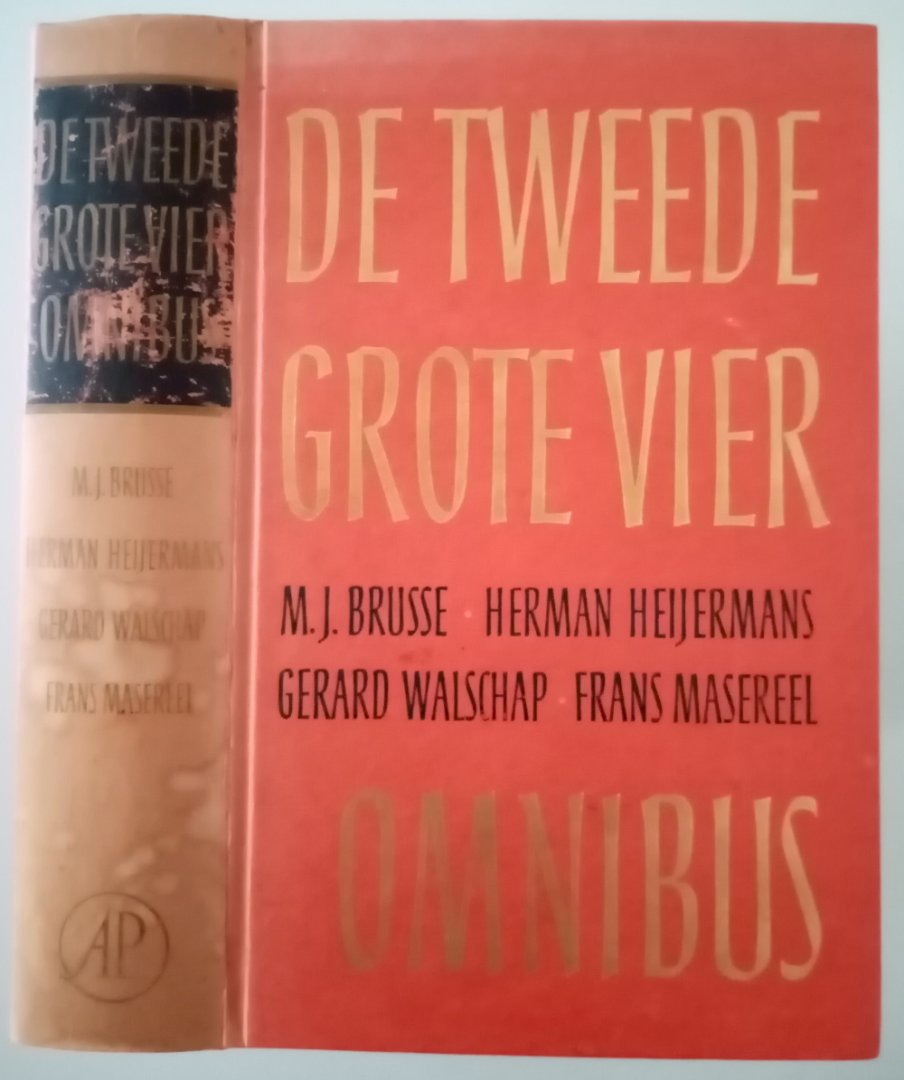 DE TWEEDE
GROTE VIER
OMNIBUS
M.J. BRUSSE
HERMAN HEIJERMANS
GERARD WALSCHAP
FRANS MASEREEL
AP
DE TWEEDE
GROTE VIER
M.J. BRUSSE · HERMAN HEIJERMANS
GERARD WALSCHAP · FRANS MASEREEL
OMNIBUS